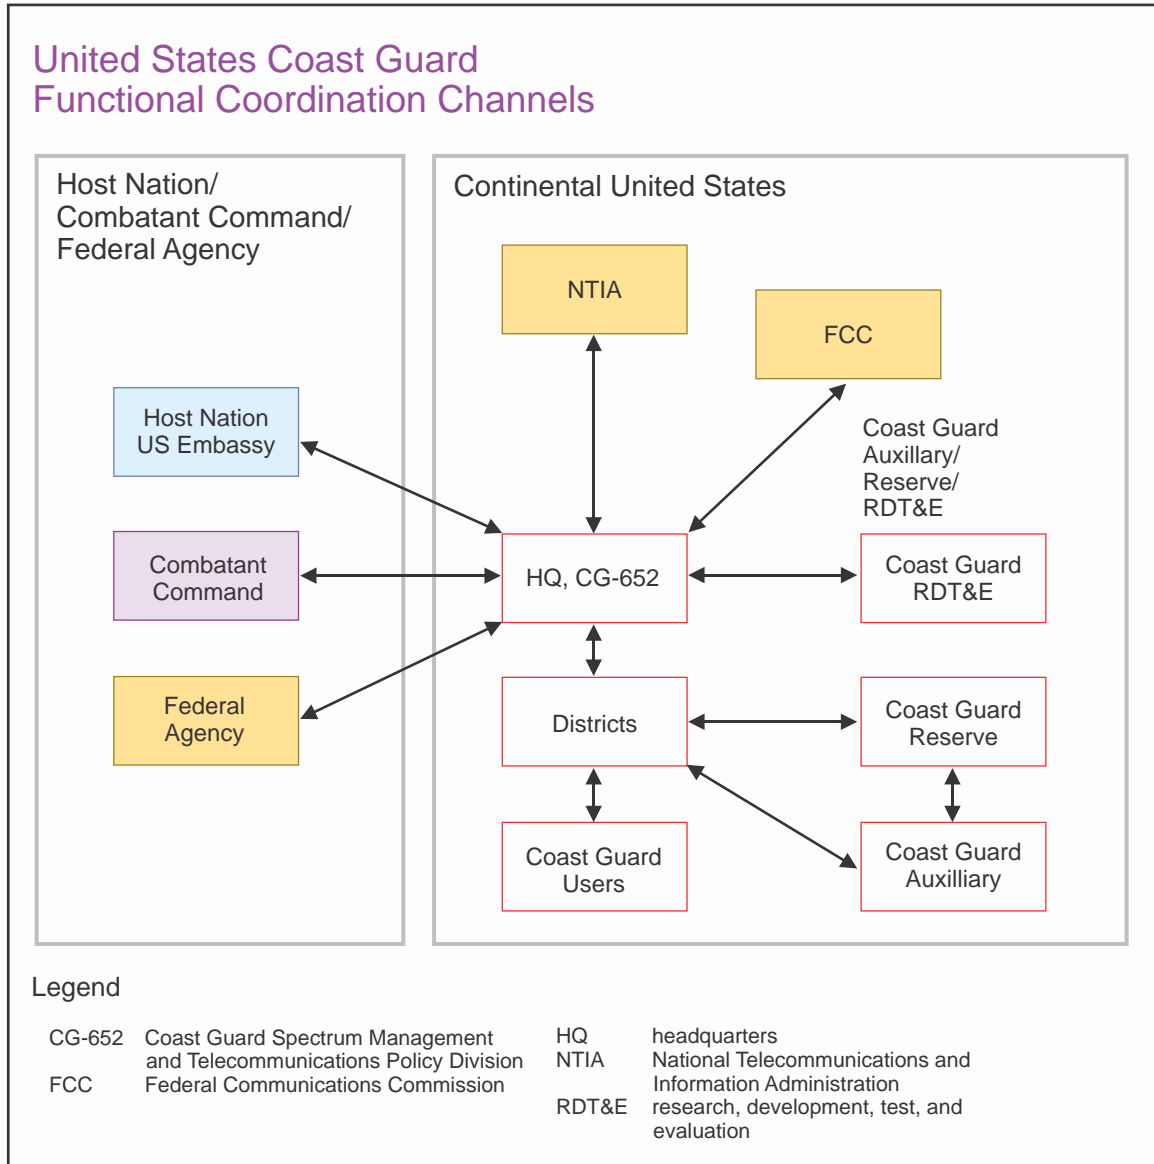 United States Coast Guard
Functional Coordination Channels
Host Nation/
Combatant Command/
Federal Agency
Continental United States
NTIA
FCC
Host Nation
US Embassy
Coast Guard
Auxillary/
Reserve/
RDT&E
Combatant
Command
HQ, CG-652
Coast Guard
RDT&E
Federal
Agency
Districts
Coast Guard
Reserve
Coast Guard
Users
Coast Guard
Auxilliary
Legend
CG-652 Coast Guard Spectrum Management
and Telecommunications Policy Division
FCC Federal Communications Commission
HQ headquarters
NTIA National Telecommunications and
Information Administration
RDT&E research, development, test, and
evaluation